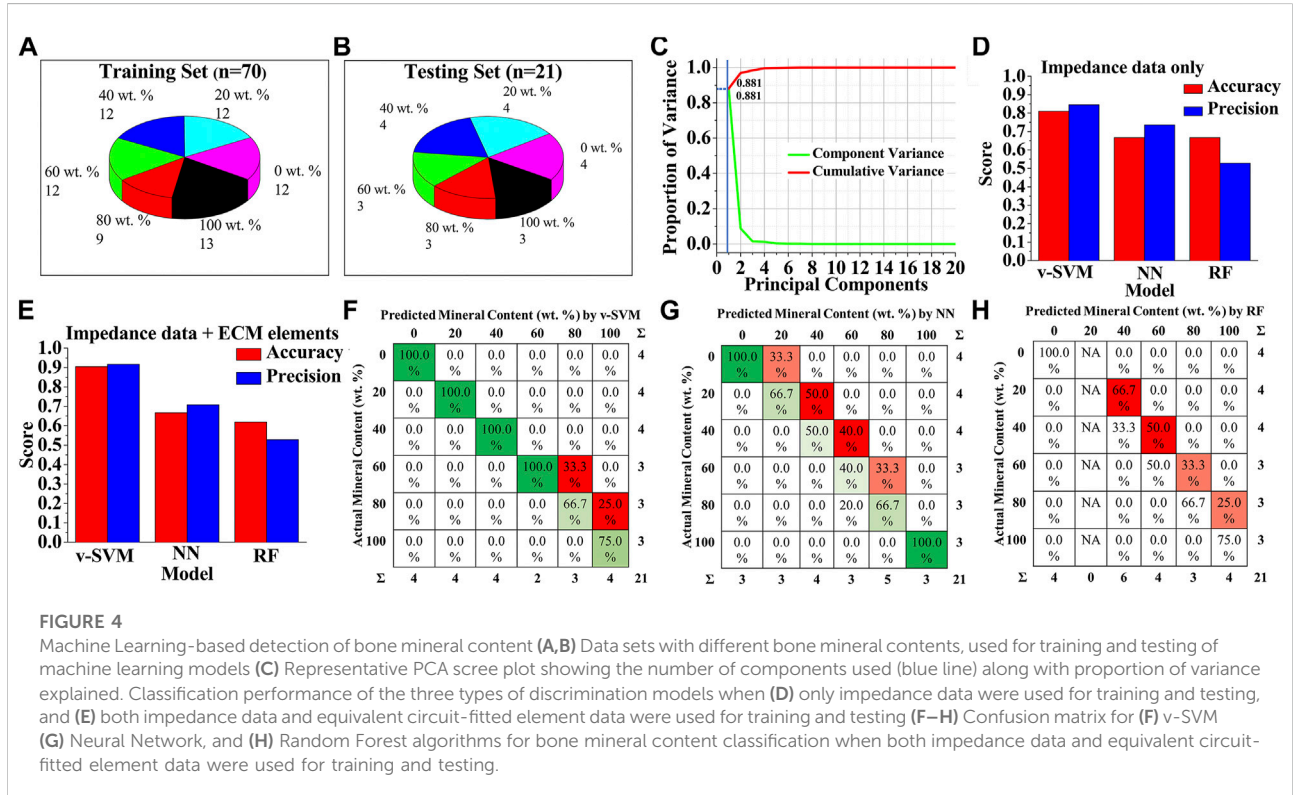 A
Training Set (n=70)
40 wt. %
12
20 wt. %
12
60 wt. %
12
0 wt. %
12
80 wt. %
9
100 wt. %
13
B
Testing Set (n=21)
40 wt. %
4
20 wt. %
4
0 wt. %
4
60 wt. %
3
80 wt. %
3
100 wt. %
3
C
Proportion of Variance
1.0
0.8
0.6
0.4
0.2
0.0
0.881
0.881
Component Variance
Cumulative Variance
0 2 4 6 8 10 12 14 16 18 20
Principal Components
D
Impedance data only
Accuracy
Precision
Score
1.0
0.9
0.8
0.7
0.6
0.5
0.4
0.3
0.2
0.1
0.0
v-SVM NN RF
Model
E
Impedance data + ECM elements
Accuracy
Precision
Score
1.0
0.9
0.8
0.7
0.6
0.5
0.4
0.3
0.2
0.1
0.0
v-SVM NN RF
Model
F
Predicted Mineral Content (wt. %) by v-SVM
0 20 40 60 80 100 Σ
Actual Mineral Content (wt. %)
0 100.0 0.0 0.0 0.0 0.0 0.0 4
% % % % % %
20 0.0 100.0 0.0 0.0 0.0 0.0 4
% % % % % %
40 0.0 0.0 100.0 0.0 0.0 0.0 4
% % % % % %
60 0.0 0.0 0.0 100.0 33.3 0.0 3
% % % % % %
80 0.0 0.0 0.0 0.0 66.7 25.0 3
% % % % % %
100 0.0 0.0 0.0 0.0 0.0 75.0 3
% % % % % %
Σ 4 4 4 2 3 4 21
G
Predicted Mineral Content (wt. %) by NN
0 20 40 60 80 100 Σ
Actual Mineral Content (wt. %)
0 100.0 33.3 0.0 0.0 0.0 0.0 4
% % % % % %
20 0.0 66.7 50.0 0.0 0.0 0.0 4
% % % % % %
40 0.0 0.0 50.0 40.0 0.0 0.0 4
% % % % % %
60 0.0 0.0 0.0 40.0 33.3 0.0 3
% % % % % %
80 0.0 0.0 0.0 20.0 66.7 0.0 3
% % % % % %
100 0.0 0.0 0.0 0.0 0.0 100.0 3
% % % % % %
Σ 3 3 4 3 5 3 21
H
Predicted Mineral Content (wt. %) by RF
0 20 40 60 80 100 Σ
Actual Mineral Content (wt. %)
0 100.0 NA 0.0 0.0 0.0 0.0 4
% % % % %
20 0.0 NA 66.7 0.0 0.0 0.0 4
% % % % %
40 0.0 NA 33.3 50.0 0.0 0.0 4
% % % % %
60 0.0 NA 0.0 50.0 33.3 0.0 3
% % % % %
80 0.0 NA 0.0 0.0 66.7 25.0 3
% % % % %
100 0.0 NA 0.0 0.0 0.0 75.0 3
% % % % %
Σ 4 0 6 4 3 4 21
FIGURE 4
Machine Learning-based detection of bone mineral content (A,B) Data sets with different bone mineral contents, used for training and testing of
machine learning models (C) Representative PCA scree plot showing the number of components used (blue line) along with proportion of variance
explained. Classification performance of the three types of discrimination models when (D) only impedance data were used for training and testing,
and (E) both impedance data and equivalent circuit-fitted element data were used for training and testing (F–H) Confusion matrix for (F) v-SVM
(G) Neural Network, and (H) Random Forest algorithms for bone mineral content classification when both impedance data and equivalent circuit-
fitted element data were used for training and testing.